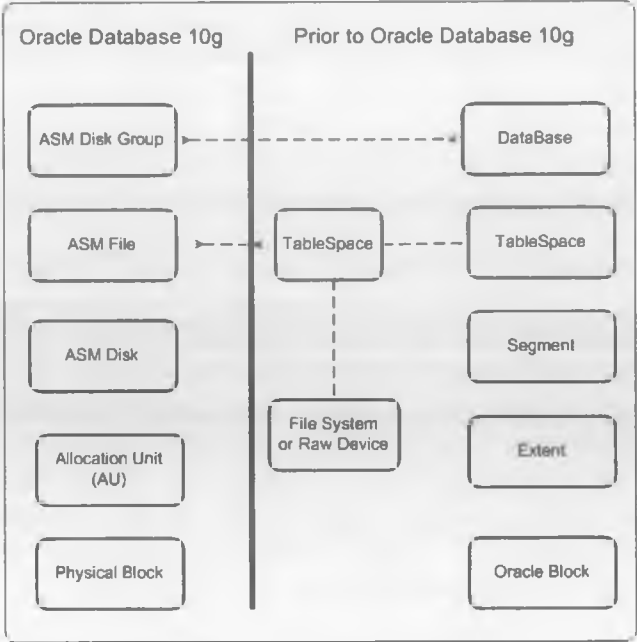 Oracle Database 10g
Prior to Oracle Database 10g
ASM Disk Group
DataBase
ASM File
TableSpace
TableSpace
ASM Disk
Segment
File System
or Raw Device
Allocation Unit
(AU)
Extent
Physical Block
Oracle Block